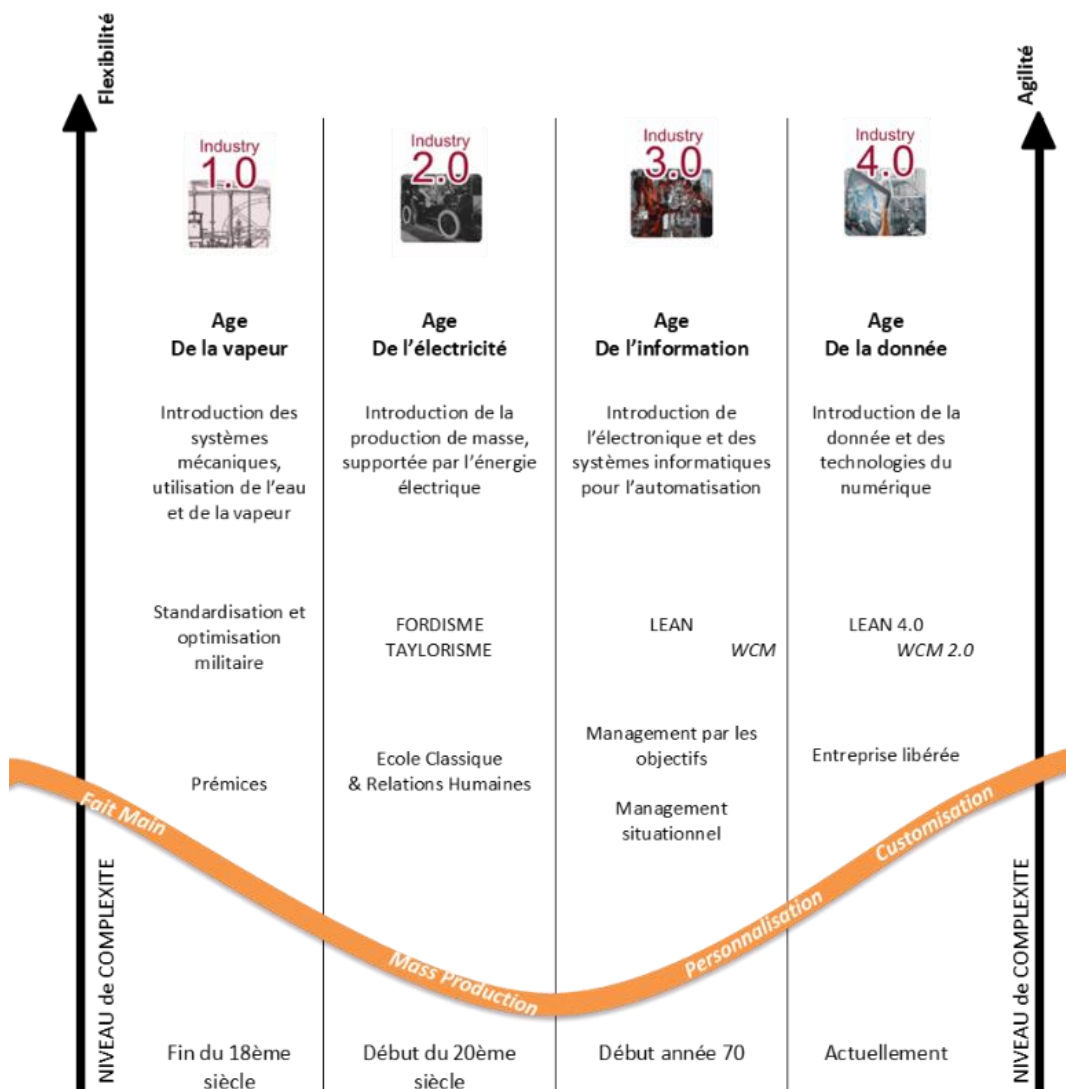 Flexibilité
Agilité
Industry
1.0
Industry
2.0
Industry
3.0
Industry
4.0
Age
De la vapeur
Age
De l’électricité
Age
De l’information
Age
De la donnée
Introduction des
systèmes
mécaniques,
utilisation de l’eau
et de la vapeur
Introduction de la
production de masse,
supportée par l’énergie
électrique
Introduction de
l’électronique et des
systèmes informatiques
pour l’automatisation
Introduction de la
donnée et des
technologies du
numérique
Standardisation et
optimisation
militaire
FORDISME
TAYLORISME
LEAN
WCM
LEAN 4.0
WCM 2.0
Prémices
Ecole Classique
& Relations Humaines
Management par les
objectifs
Management
situationnel
Entreprise libérée
Fait Main
Mass Production
Personnalisation
Customisation
NIVEAU de COMPLEXITE
NIVEAU de COMPLEXITE
Fin du 18ème
siècle
Début du 20ème
siècle
Début année 70
Actuellement